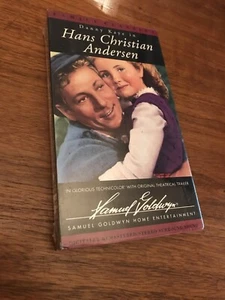 Danny Kaye in
Hans Christian
Andersen
IN GLORIOUS TECHNICOLOR WITH ORIGINAL THEATRICAL TRAILER
Samuel Goldwyn
SAMUEL GOLDWYN HOME ENTERTAINMENT